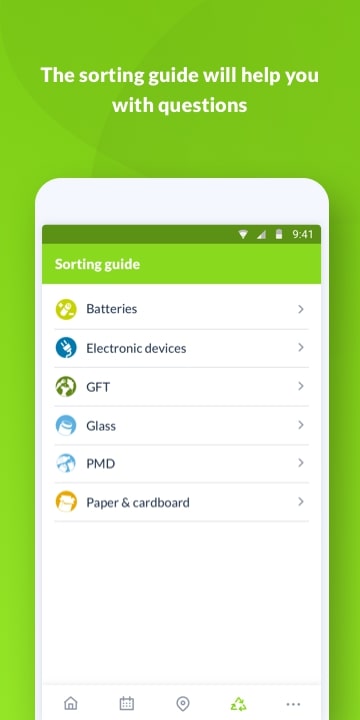 The sorting guide will help you
with questions
9:41
Sorting guide
Batteries
Electronic devices
GFT
Glass
PMD
Paper & cardboard